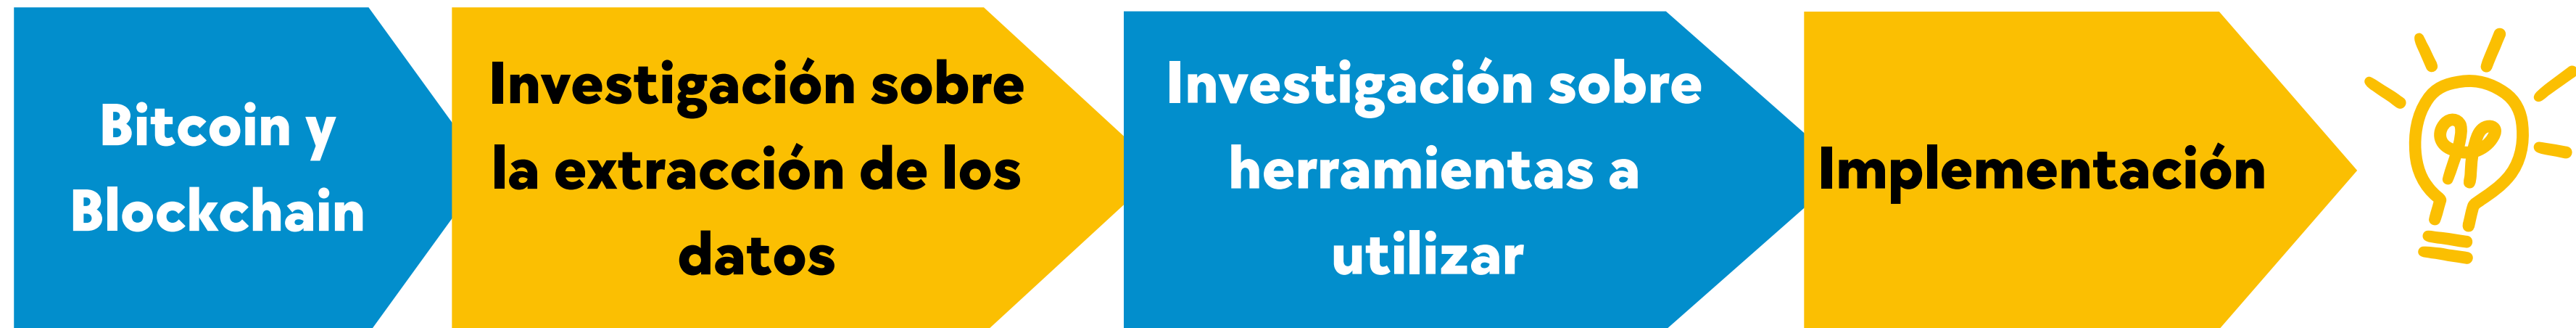 Bitcoin y
Blockchain
Investigación sobre
la extracción de los
datos
Investigación sobre
herramientas a
utilizar
Implementación